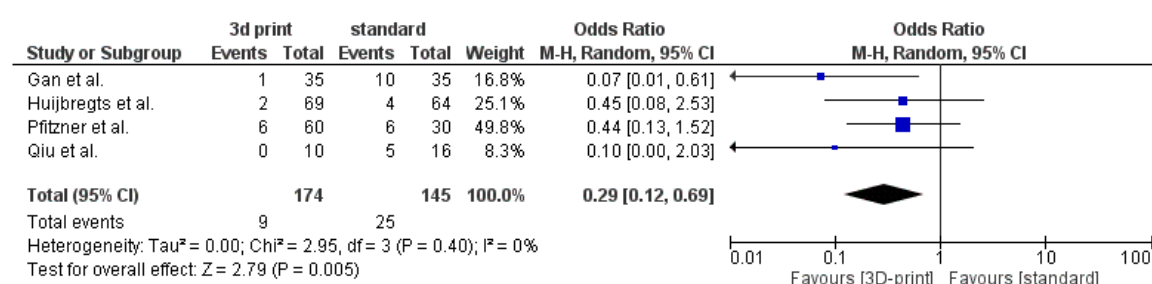 3d print standard Odds Ratio Odds Ratio
Study or Subgroup Events Total Events Total Weight M-H, Random, 95% CI M-H, Random, 95% CI
Gan et al. 1 35 10 35 16.8% 0.07 [0.01, 0.61]
Huijbregts et al. 2 69 4 64 25.1% 0.45 [0.08, 2.53]
Pfitzner et al. 6 60 6 30 49.8% 0.44 [0.13, 1.52]
Qiu et al. 0 10 5 16 8.3% 0.10 [0.00, 2.03]
Total (95% CI) 174 145 100.0% 0.29 [0.12, 0.69]
Total events 9 25
Heterogeneity: Tau² = 0.00; Chi² = 2.95, df = 3 (P = 0.40); I² = 0%
Test for overall effect: Z = 2.79 (P = 0.005)
0.01 0.1 1 10 100
Favours [3D-print] Favours [standard]